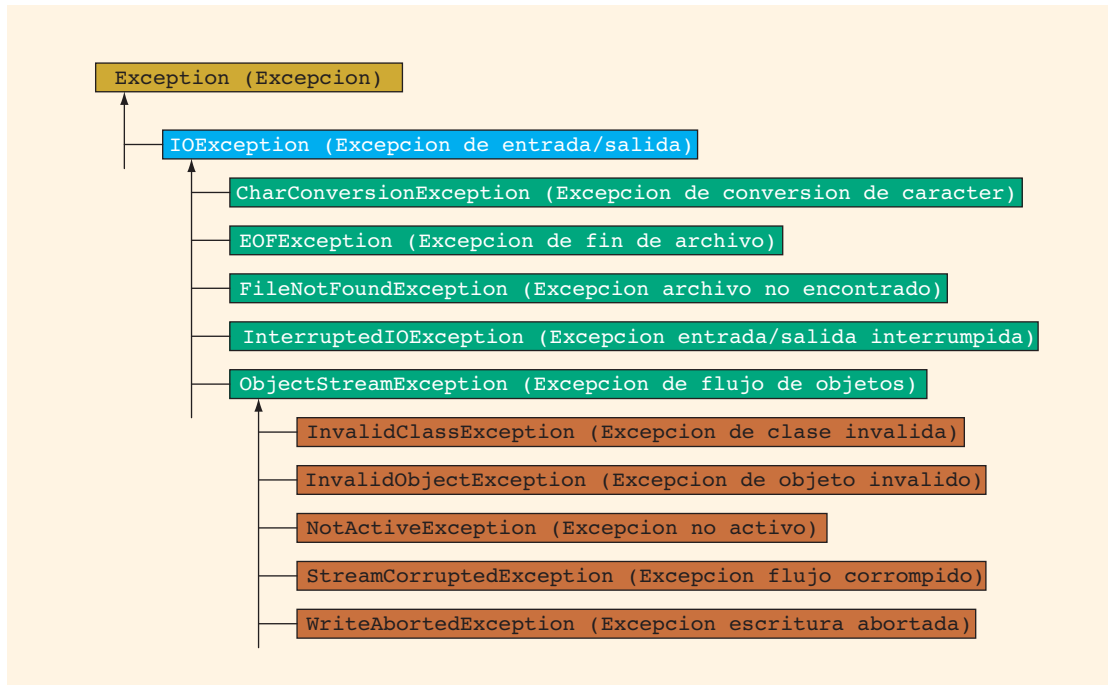 Exception (Excepcion)
IOException (Excepcion de entrada/salida)
CharConversionException (Excepcion de conversion de caracter)
EOFException (Excepcion de fin de archivo)
FileNotFoundException (Excepcion archivo no encontrado)
InterruptedIOException (Excepcion entrada/salida interrumpida)
ObjectStreamException (Excepcion de flujo de objetos)
InvalidClassException (Excepcion de clase invalida)
InvalidObjectException (Excepcion de objeto invalido)
NotActiveException (Excepcion no activo)
StreamCorruptedException (Excepcion flujo corrompido)
WriteAbortedException (Excepcion escritura abortada)